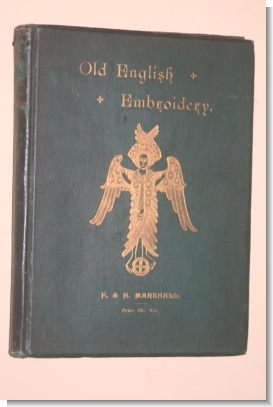 Old English
Embroidery.
F. & H. MARSHALL.
Price